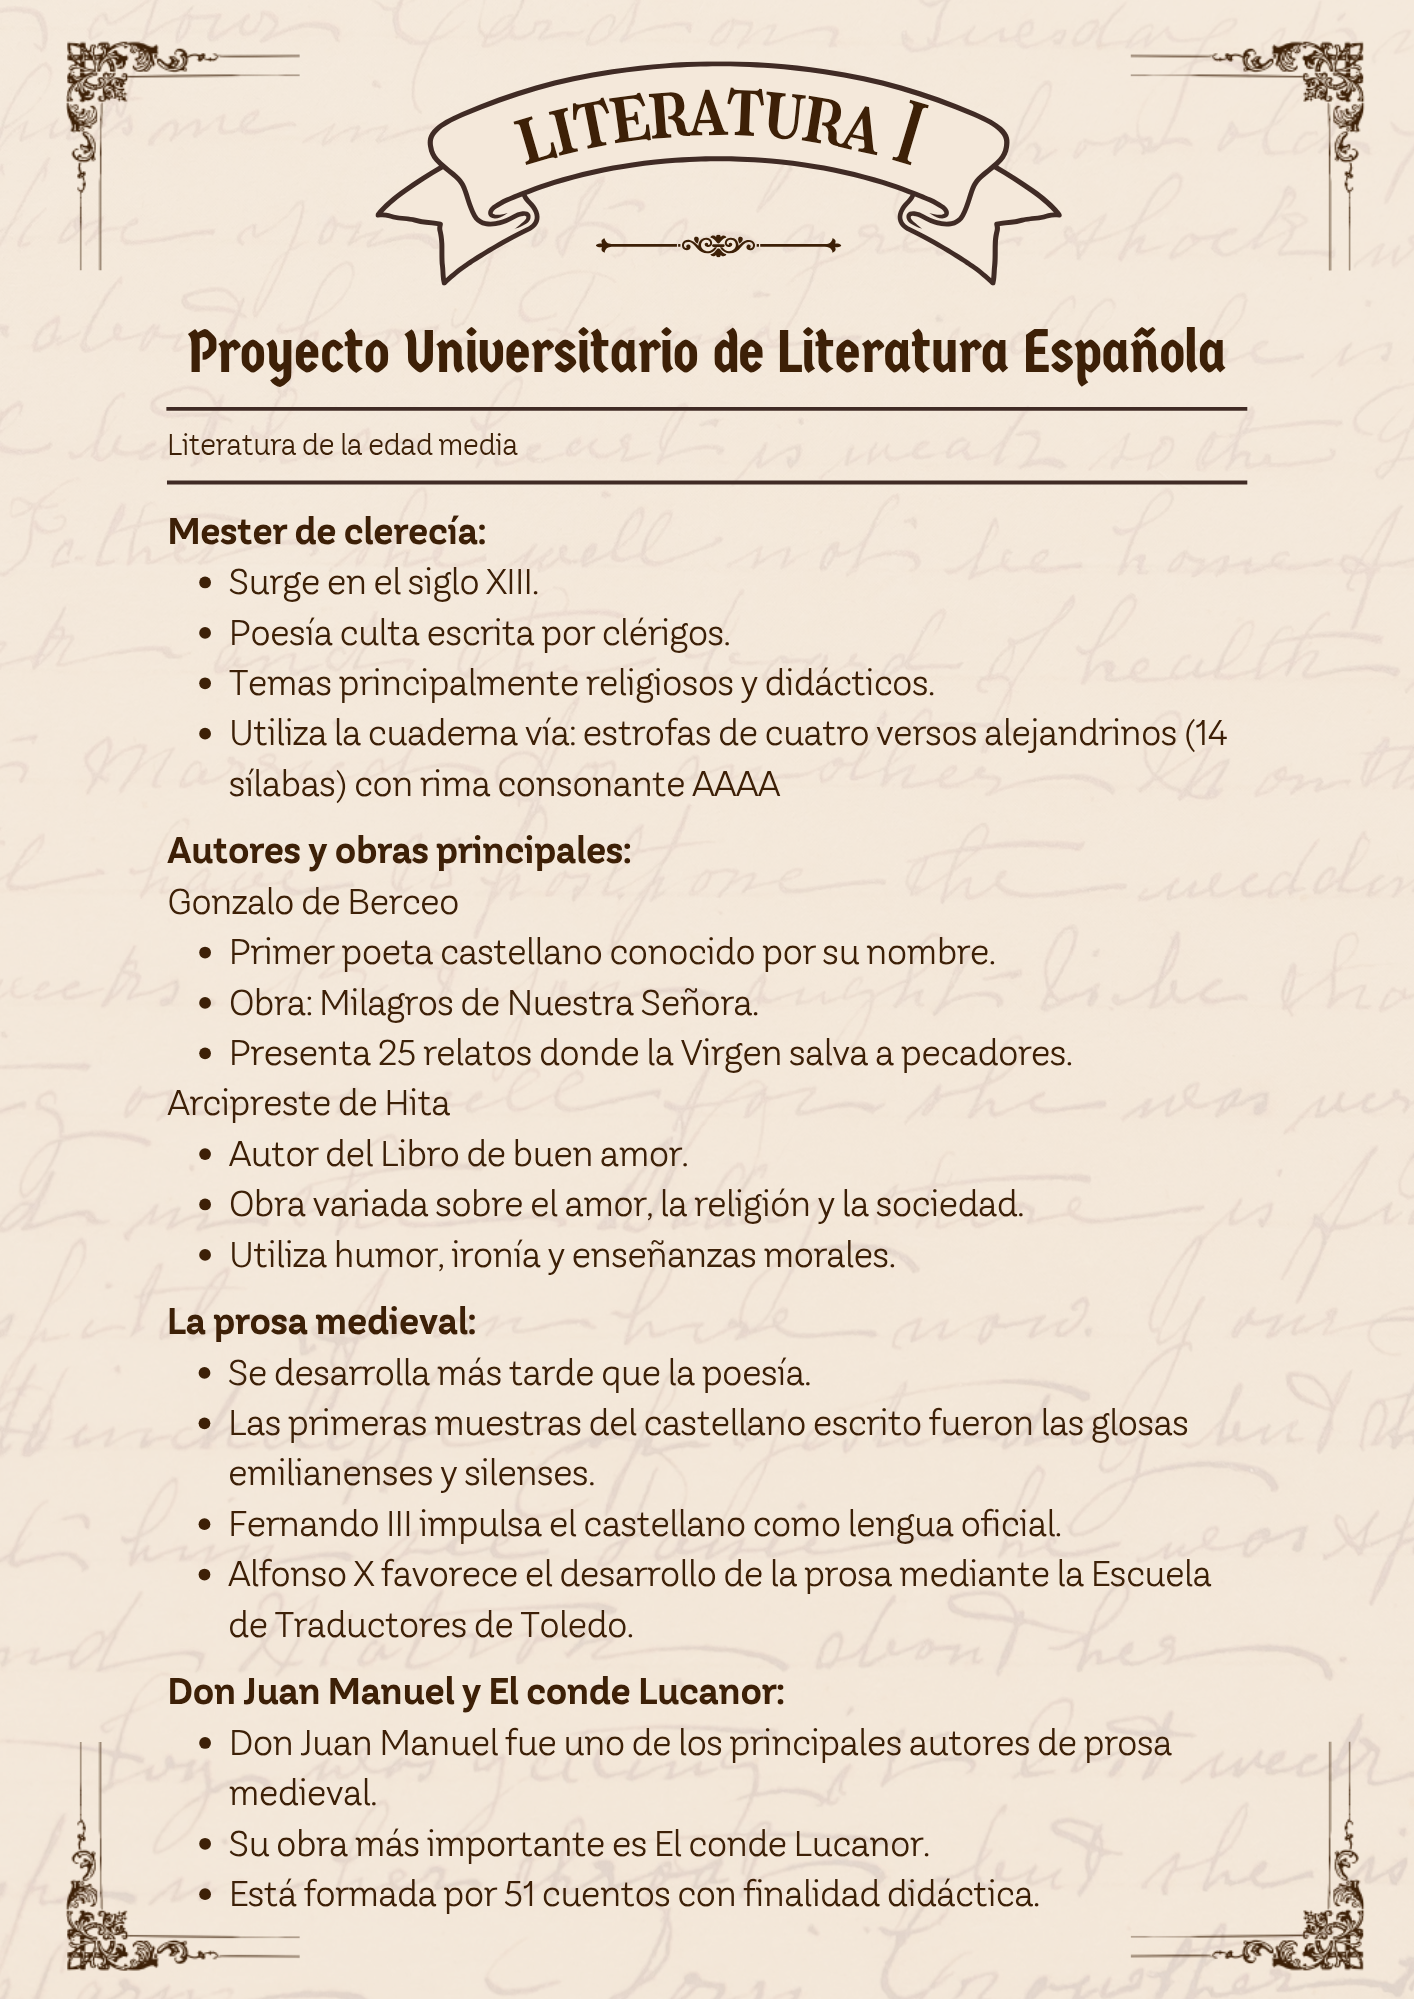 LITERATURA I
Proyecto Universitario de Literatura Española
Literatura de la edad media
Mester de clerecía:
• Surge en el siglo XIII.
• Poesía culta escrita por clérigos.
• Temas principalmente religiosos y didácticos.
• Utiliza la cuaderna vía: estrofas de cuatro versos alejandrinos (14
sílabas) con rima consonante AAAA
Autores y obras principales:
Gonzalo de Berceo
• Primer poeta castellano conocido por su nombre.
• Obra: Milagros de Nuestra Señora.
• Presenta 25 relatos donde la Virgen salva a pecadores.
Arcipreste de Hita
• Autor del Libro de buen amor.
• Obra variada sobre el amor, la religión y la sociedad.
• Utiliza humor, ironía y enseñanzas morales.
La prosa medieval:
• Se desarrolla más tarde que la poesía.
• Las primeras muestras del castellano escrito fueron las glosas
emilianenses y silenses.
• Fernando III impulsa el castellano como lengua oficial.
• Alfonso X favorece el desarrollo de la prosa mediante la Escuela
de Traductores de Toledo.
Don Juan Manuel y El conde Lucanor:
• Don Juan Manuel fue uno de los principales autores de prosa
medieval.
• Su obra más importante es El conde Lucanor.
• Está formada por 51 cuentos con finalidad didáctica.